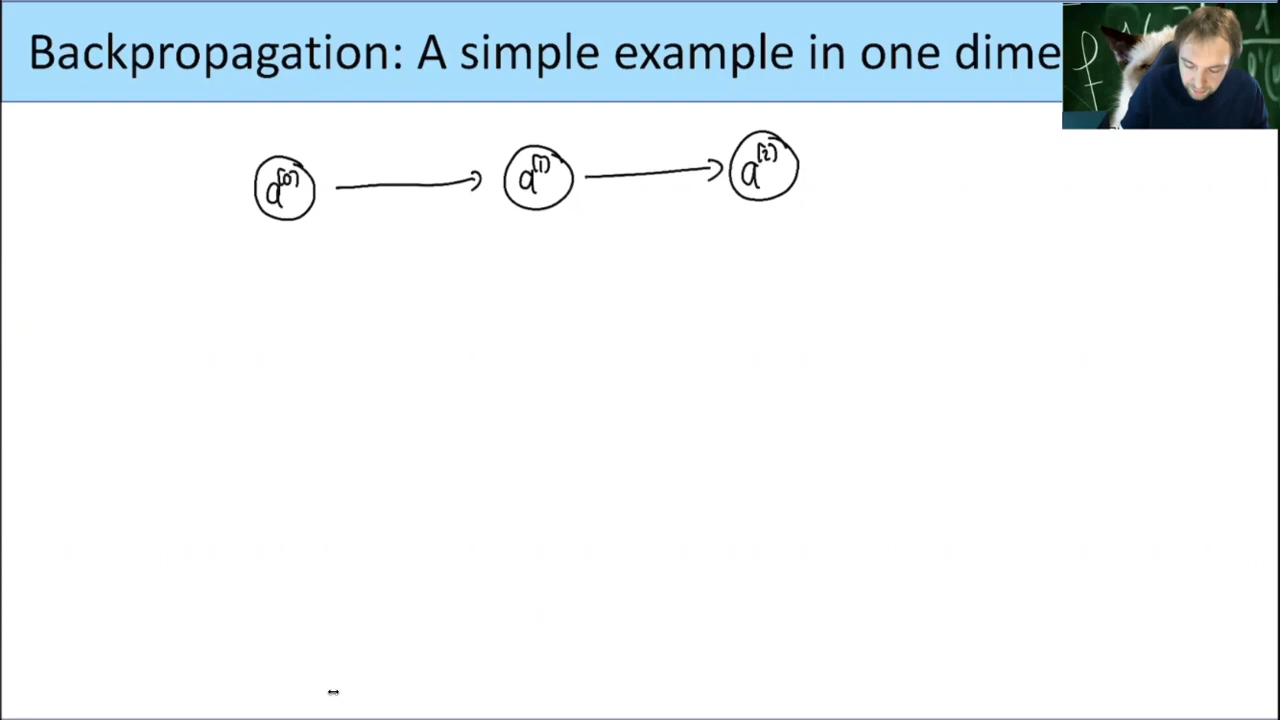 Backpropagation: A simple example in one dime
a^[0] → a^[1] → a^[2]